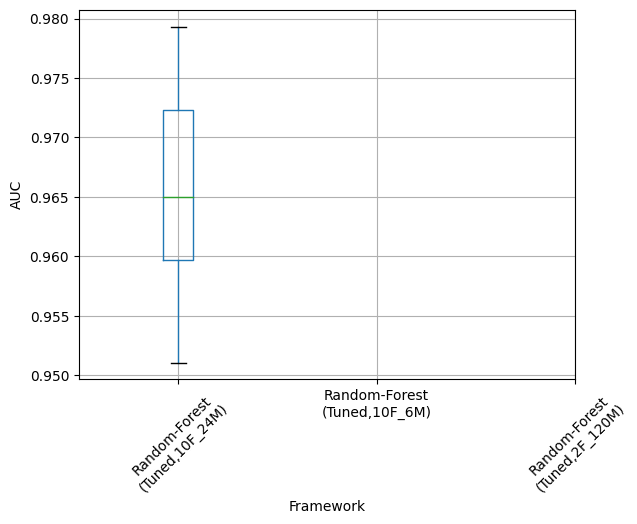 0.980
0.975
0.970
0.965
0.960
0.955
0.950
AUC
Random-Forest
(Tuned,10F_24M)
Random-Forest
(Tuned,10F_6M)
Random-Forest
(Tuned,2F_120M)
Framework